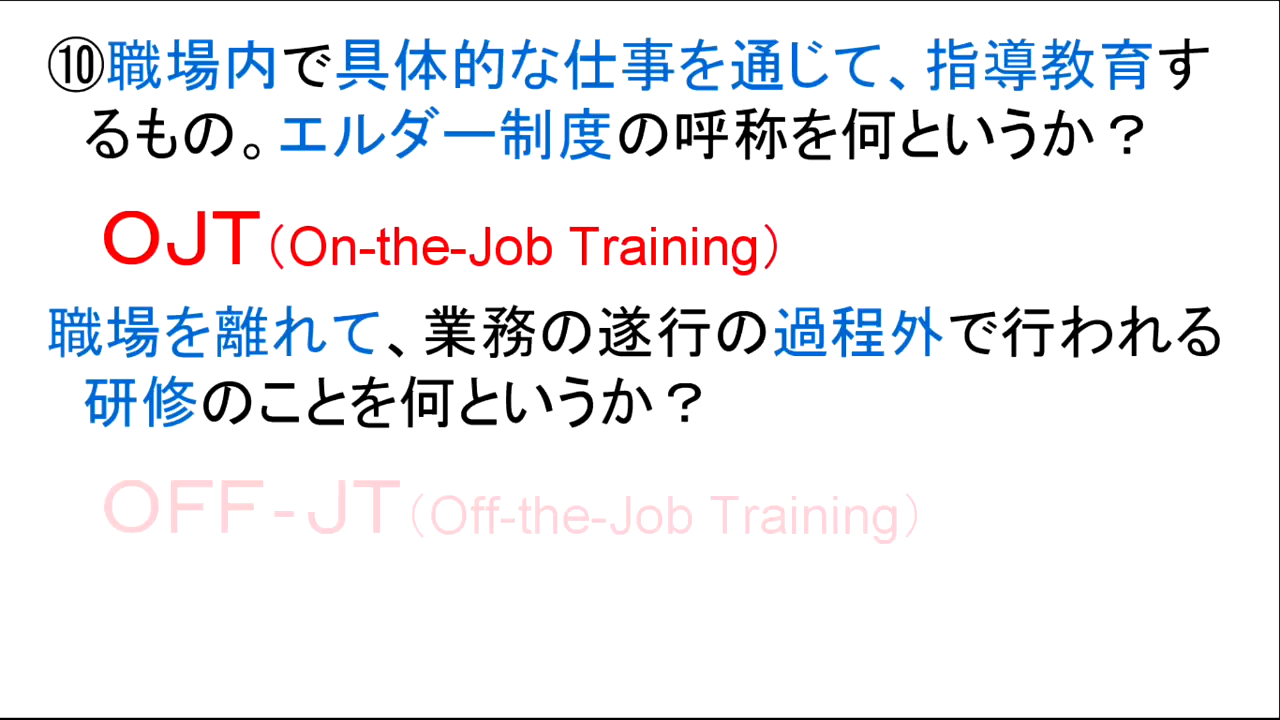 ⑩職場内で具体的な仕事を通じて、指導教育す
るもの。エルダー制度の呼称を何というか？
ＯＪＴ（On-the-Job Training）
職場を離れて、業務の遂行の過程外で行われる
研修のことを何というか？
ＯＦＦ-ＪＴ（Off-the-Job Training）